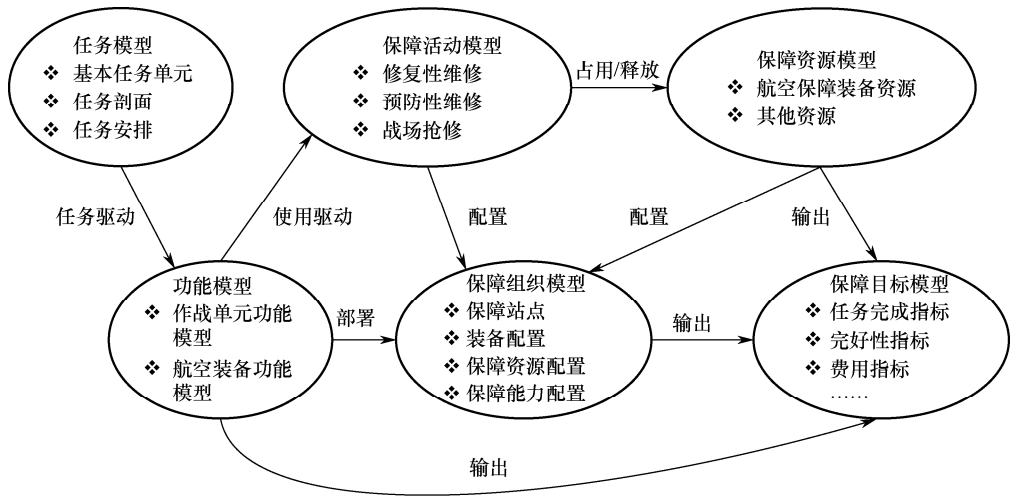 任务模型
❖ 基本任务单元
❖ 任务剖面
❖ 任务安排
保障活动模型
❖ 修复性维修
❖ 预防性维修
❖ 战场抢修
占用/释放
保障资源模型
❖ 航空保障装备资源
❖ 其他资源
任务驱动
使用驱动
配置
配置
输出
功能模型
❖ 作战单元功能
模型
❖ 航空装备功能
模型
部署
保障组织模型
❖ 保障站点
❖ 装备配置
❖ 保障资源配置
❖ 保障能力配置
输出
保障目标模型
❖ 任务完成指标
❖ 完好性指标
❖ 费用指标
……
输出